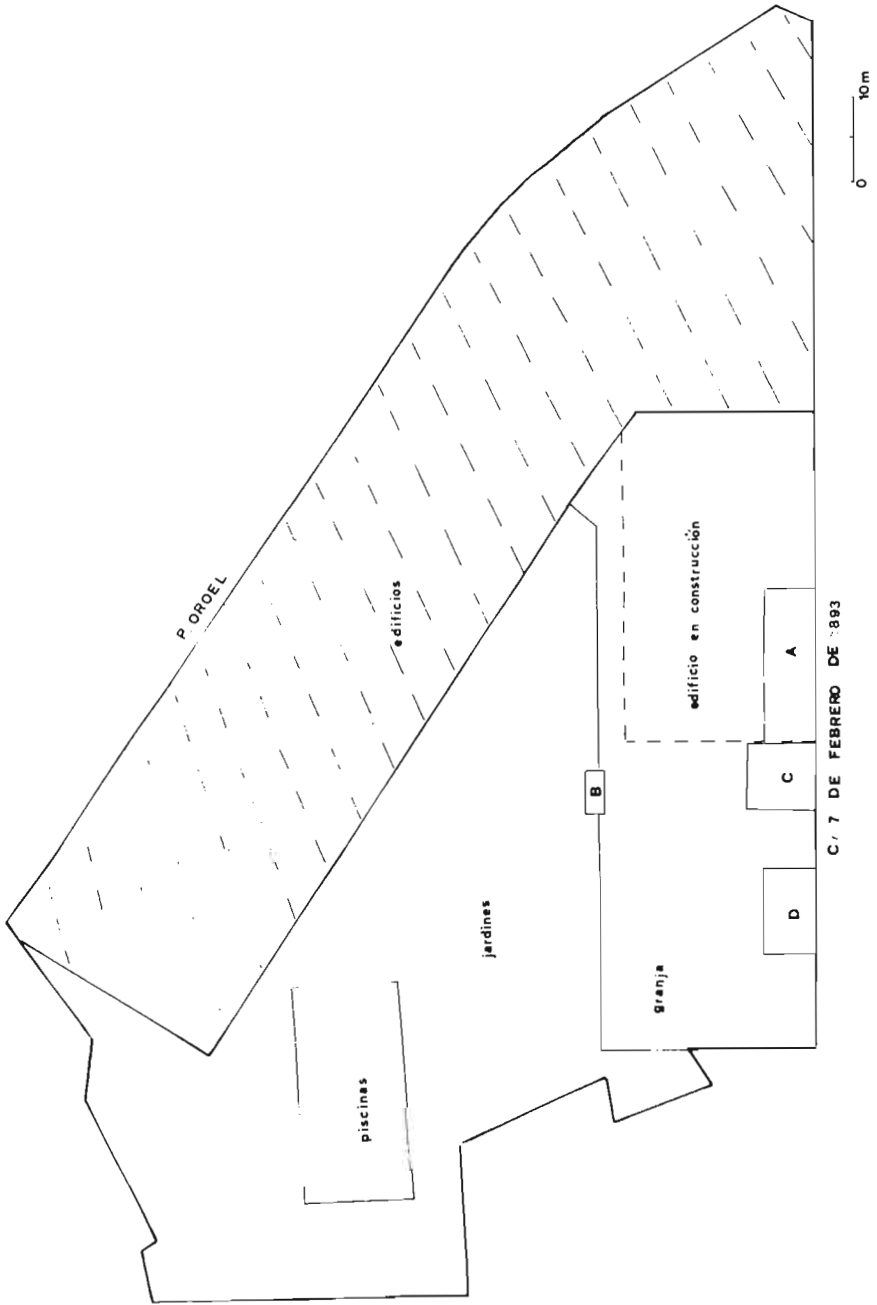 P. OROEL
edificios
piscinas
jardines
edificio en construcción
B
granja
D
C
A
C/ 7 DE FEBRERO DE 1893
0 10m